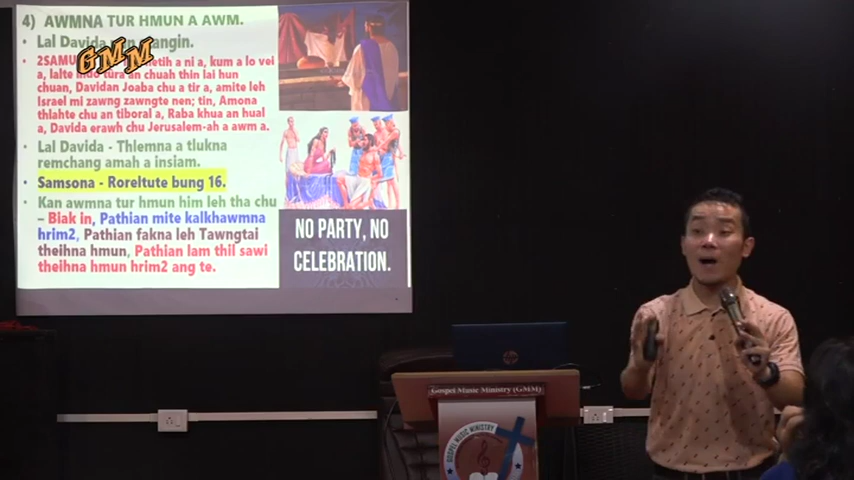 4) AWMNA TUR HMUN A AWM.
• Lal Davida angin.
GMM
• 2SAMU etih a ni a, kum a lo vei
a, lalte indo tura an chuah thin lai hun
chuan, Davidan Joaba chu a tir a, amite leh
Israel mi zawng zawngte nen; tin, Amona
thlahte chu an tiboral a, Raba khua an hual
a, Davida erawh chu Jerusalem-ah a awm a.
• Lal Davida - Thlemna a tlukna
remchang amah a insiam.
• Samsona - Roreltute bung 16.
• Kan awmna tur hmun him leh tha chu
– Biak in, Pathian mite kalkhawmna
hrim2, Pathian fakna leh Tawngtai
theihna hmun, Pathian lam thil sawi
theihna hmun hrim2 ang te.
NO PARTY, NO
CELEBRATION.
Gospel Music Ministry (GMM)
GOSPEL MUSIC MINISTRY